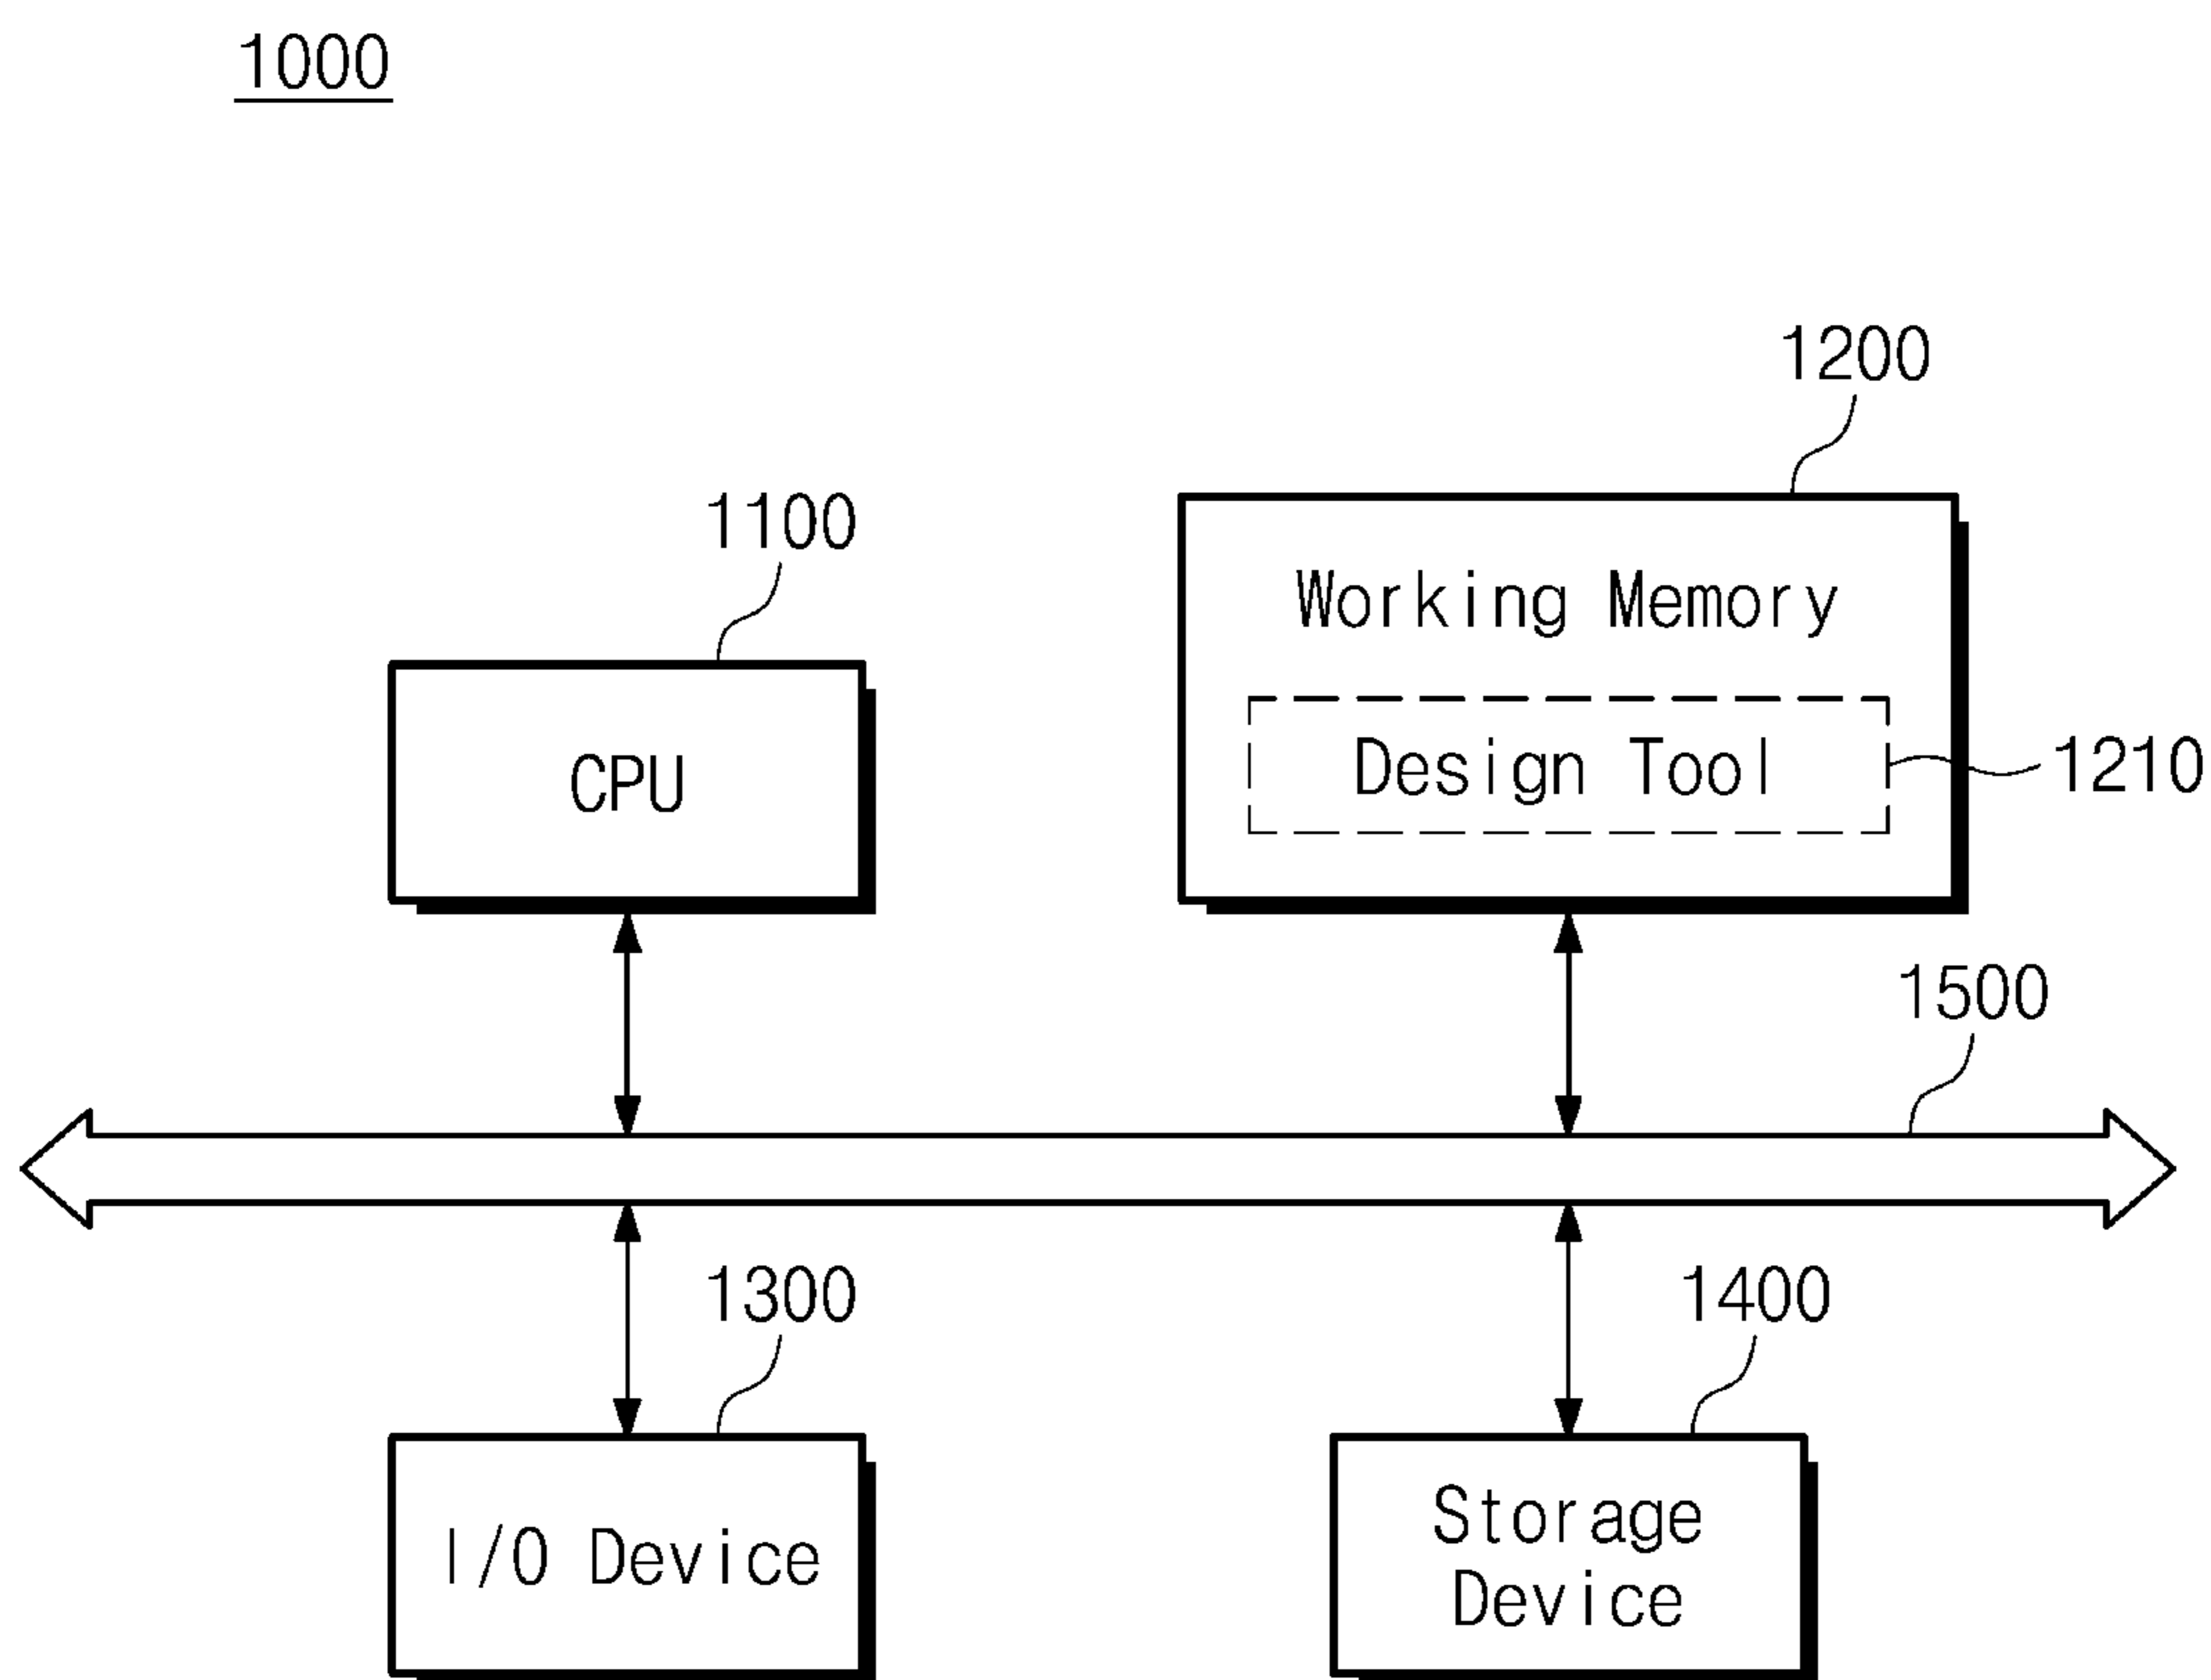 1000
1200
1100
Working Memory
CPU
Design Tool
1210
1500
1300
1400
I/O Device
Storage
Device